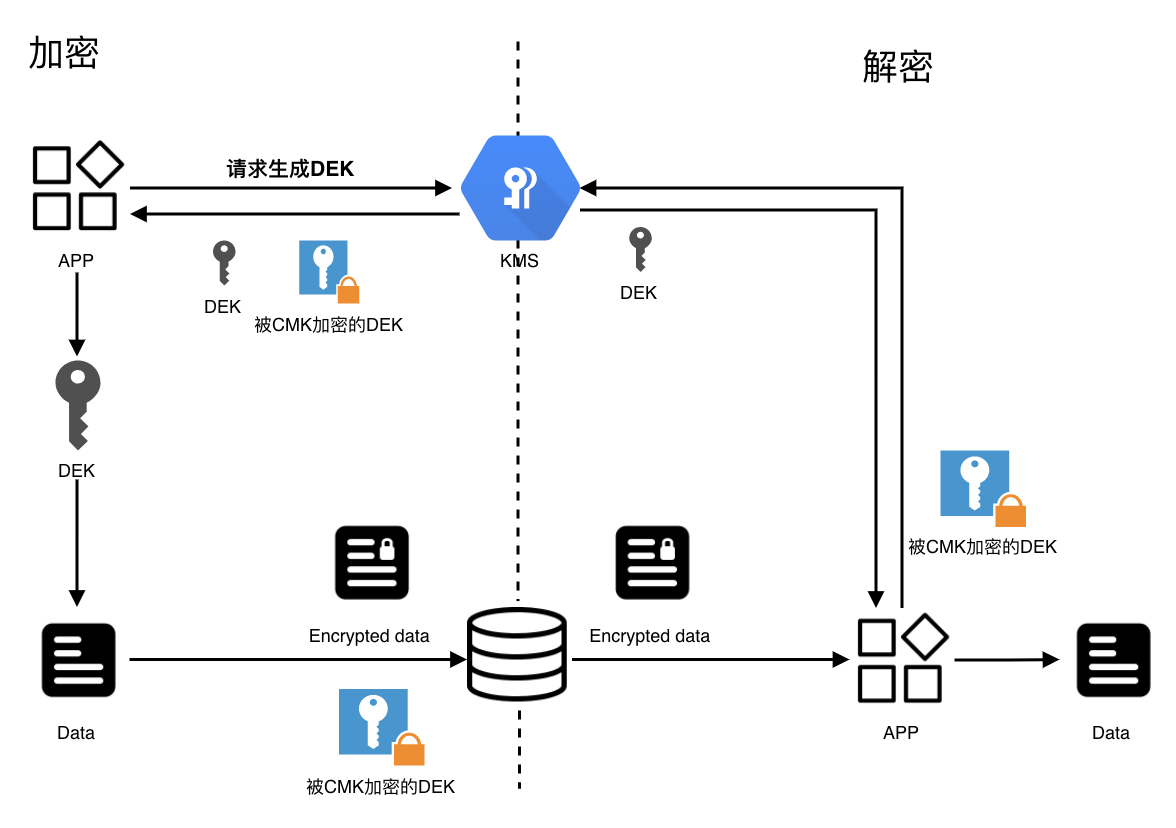 加密
解密
请求生成DEK
APP
KMS
DEK
被CMK加密的DEK
DEK
DEK
被CMK加密的DEK
Encrypted data
Encrypted data
Data
APP
Data
被CMK加密的DEK